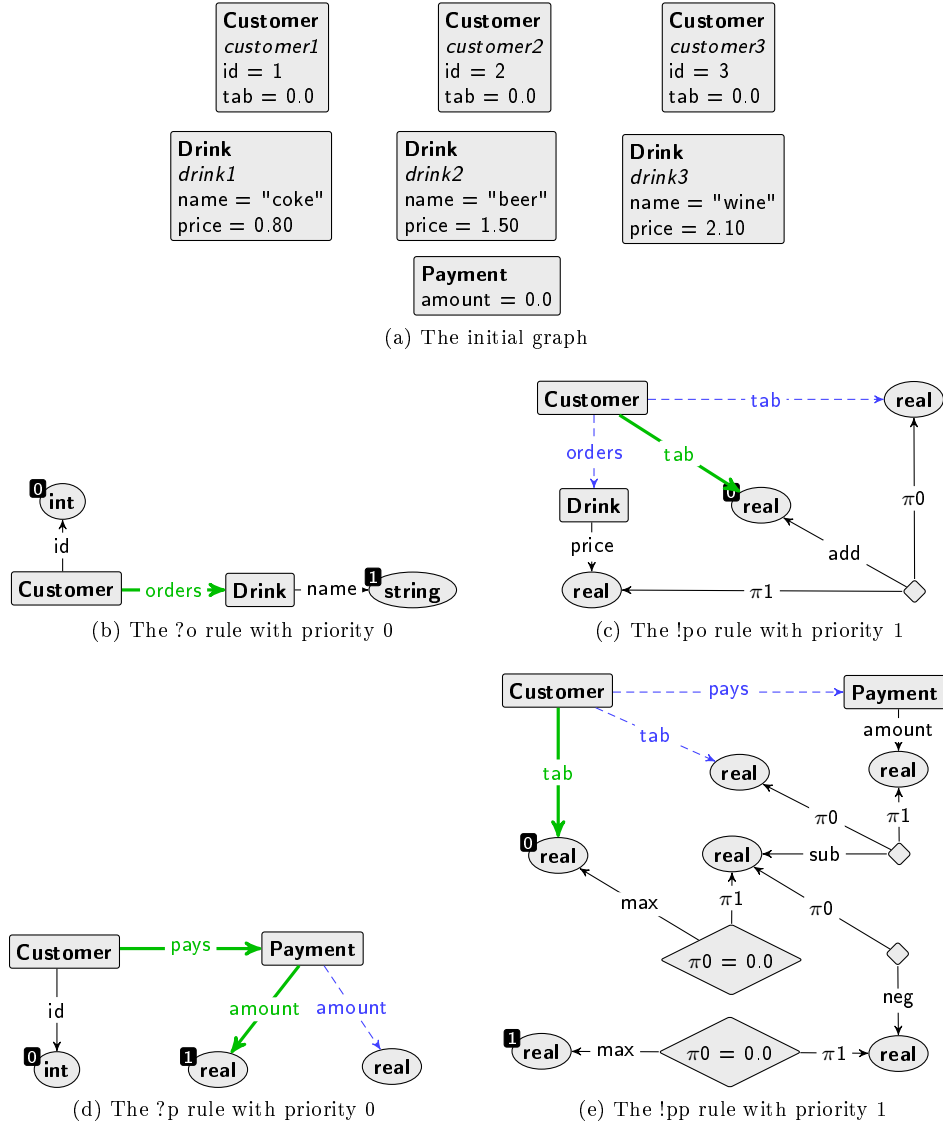 Customer
customer1
id = 1
tab = 0.0
Customer
customer2
id = 2
tab = 0.0
Customer
customer3
id = 3
tab = 0.0
Drink
drink1
name = "coke"
price = 0.80
Drink
drink2
name = "beer"
price = 1.50
Drink
drink3
name = "wine"
price = 2.10
Payment
amount = 0.0
(a) The initial graph
0
int
id
Customer
orders
Drink
name
1
string
(b) The ?o rule with priority 0
Customer
tab
real
orders
tab
Drink
0
real
π0
price
add
real
π1
(c) The !po rule with priority 1
Customer
pays
Payment
id
amount
amount
0
int
1
real
real
(d) The ?p rule with priority 0
Customer
pays
Payment
tab
amount
tab
real
real
π0
π1
0
real
real
sub
max
π1
π0
π0 = 0.0
neg
1
real
max
π0 = 0.0
π1
real
(e) The !pp rule with priority 1